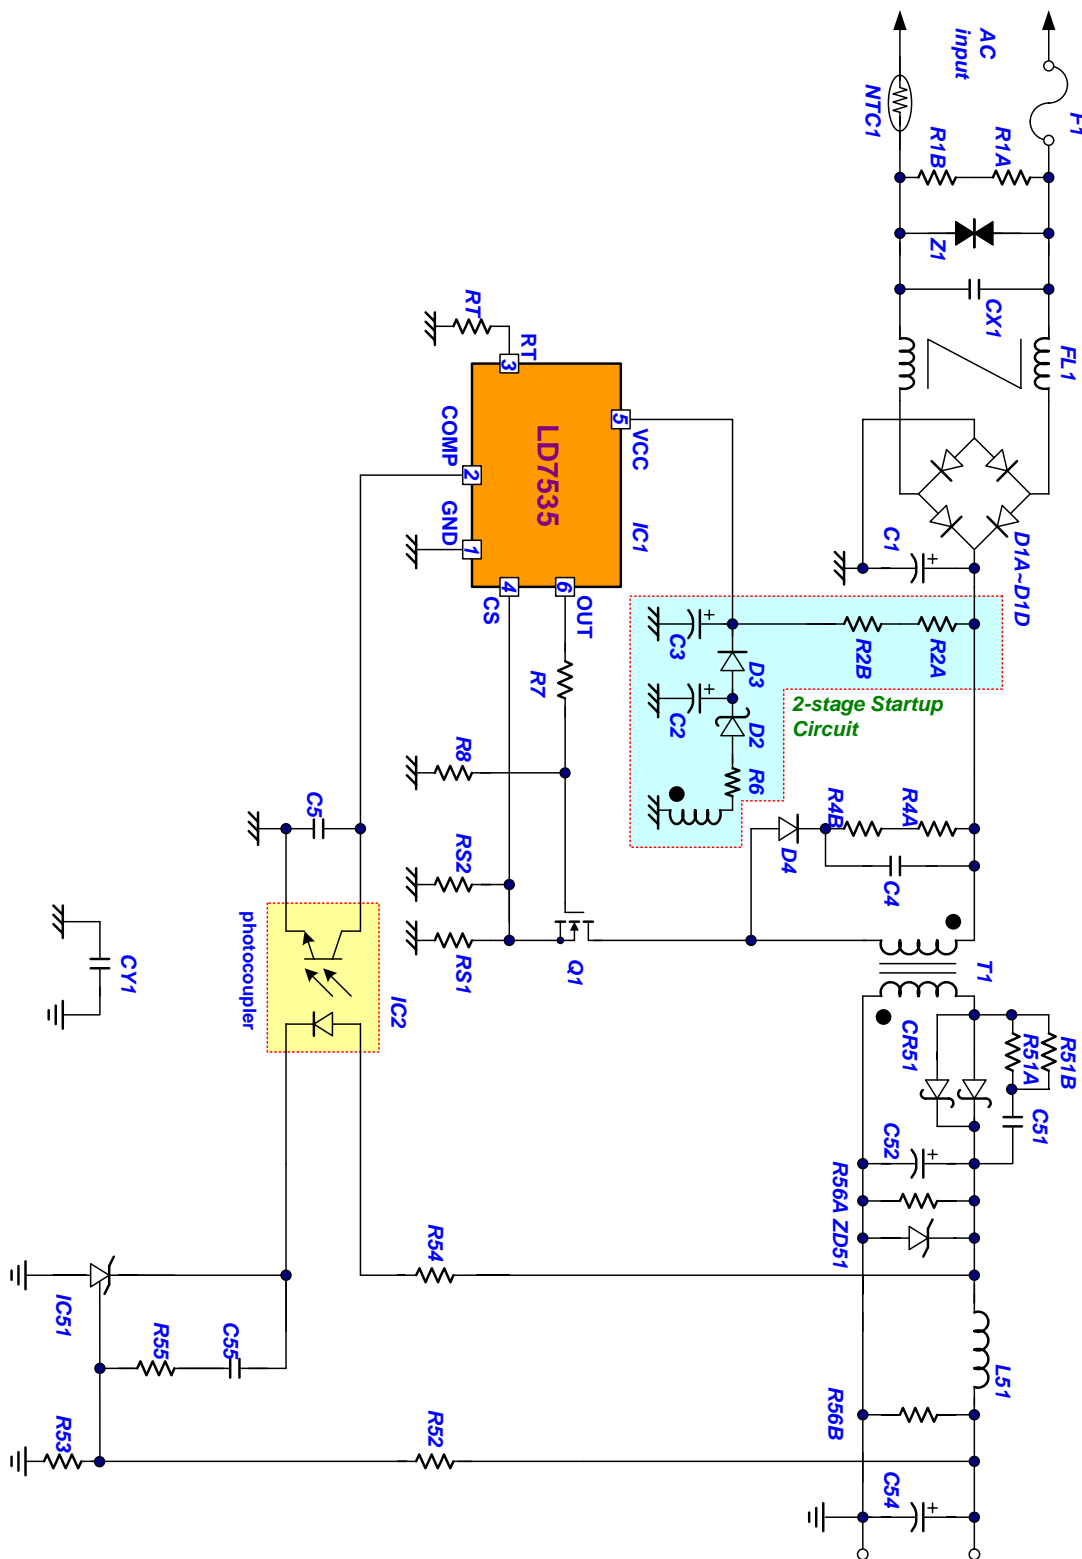 AC
input
F1
NTC1
R1B
R1A
Z1
CX1
FL1
D1A~D1D
C1
+
RT
RT
3
LD7535
IC1
5
VCC
COMP
2
GND
1
4
CS
6
OUT
R7
R8
RS2
RS1
Q1
2-stage Startup
Circuit
R2A
R2B
C3
+
D3
C2
+
D2
R6
R4B
R4A
D4
C4
T1
C5
photocoupler
IC2
CY1
CR51
R51A
R51B
C51
C52
+
R56A
ZD51
R54
L51
IC51
R55
C55
R56B
R53
R52
C54
+